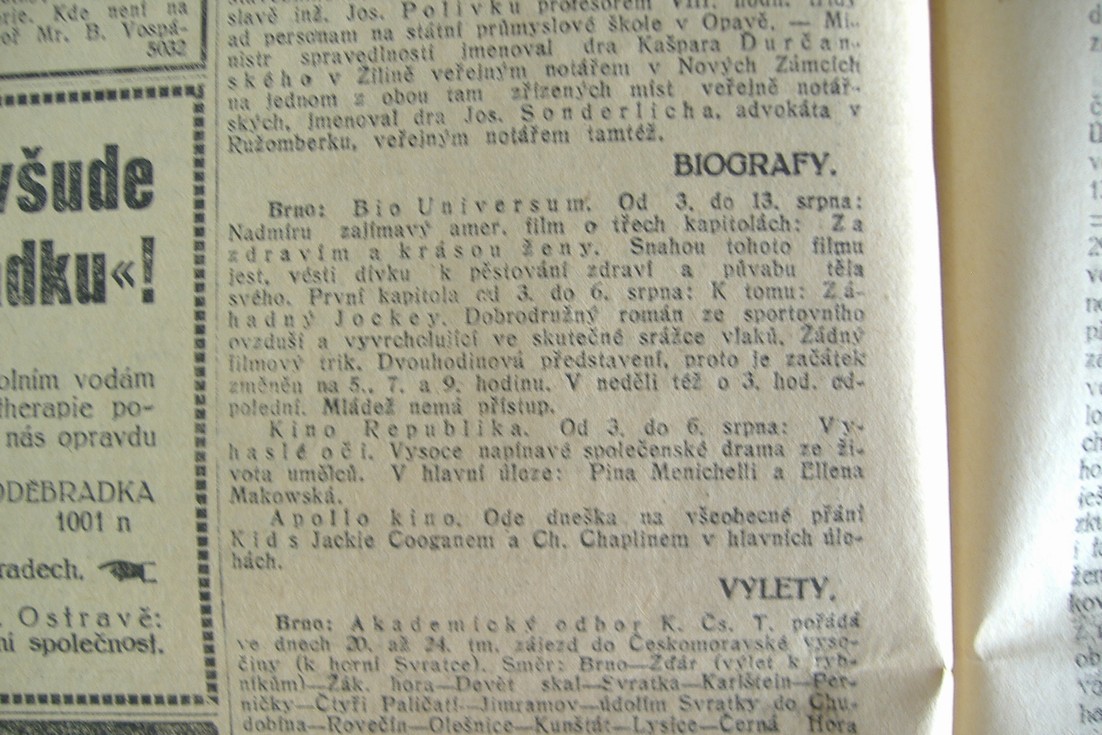 rie. Kde není na
Mr. B. Vospá-
5032
všude
dku«!
olním vodám
therapie po-
nás opravdu
ODĚBRADKA
1001 n
radech.
Ostravě:
ní společnost.
slavě inž. Jos. Polívku profesorem VIII. hodn. třídy
ad personam na státní průmyslové škole v Opavě. — Mi-
nistr spravedlnosti jmenoval dra Kašpara Durčan-
ského v Žilině veřejným notářem v Nových Zámcích
na jednom z obou tam zřízených míst veřejně notář-
ských, jmenoval dra Jos. Sonderlicha, advokáta v
Ružomberku, veřejným notářem tamtéž.
BIOGRAFY.
Brno: Bio Universum. Od 3. do 13. srpna:
Nadmíru zajímavý amer. film o třech kapitolách: Za
zdravím a krásou ženy. Snahou tohoto filmu
jest, vésti dívku k pěstování zdraví a půvabu těla
svého. První kapitola od 3. do 6. srpna: K tomu: Zá-
hadný Jockey. Dobrodružný román ze sportovního
ovzduší a vyvrcholující ve skutečné srážce vlaků. Žádný
filmový trik. Dvouhodinová představení, proto je začátek
změněn na 5., 7. a 9. hodinu. V neděli též o 3. hod. od-
polední. Mládež nemá přístup.
Kino Republika. Od 3. do 6. srpna: Vy-
haslé oči. Vysoce napínavé společenské drama ze ži-
vota umělců. V hlavní úloze: Pina Menichelli a Ellena
Makowská.
Apollo kino. Ode dneška na všeobecné přání
Kid s Jackie Cooganem a Ch. Chaplinem v hlavních úlo-
hách.
VÝLETY.
Brno: Akademický odbor K. Čs. T. pořádá
ve dnech 20. až 24. tm. zájezd do Českomoravské vyso-
činy (k horní Svratce). Směr: Brno—Žďár (výlet k ryb-
níkům)—Žák. hora—Devět skal—Svratka—Karlštein—Per-
ničky—Čtyři Paličatí—Jimramov—údolím Svratky do Chu-
dobína—Rovečín—Olešnice—Kunštát—Lysice—Černá Hora